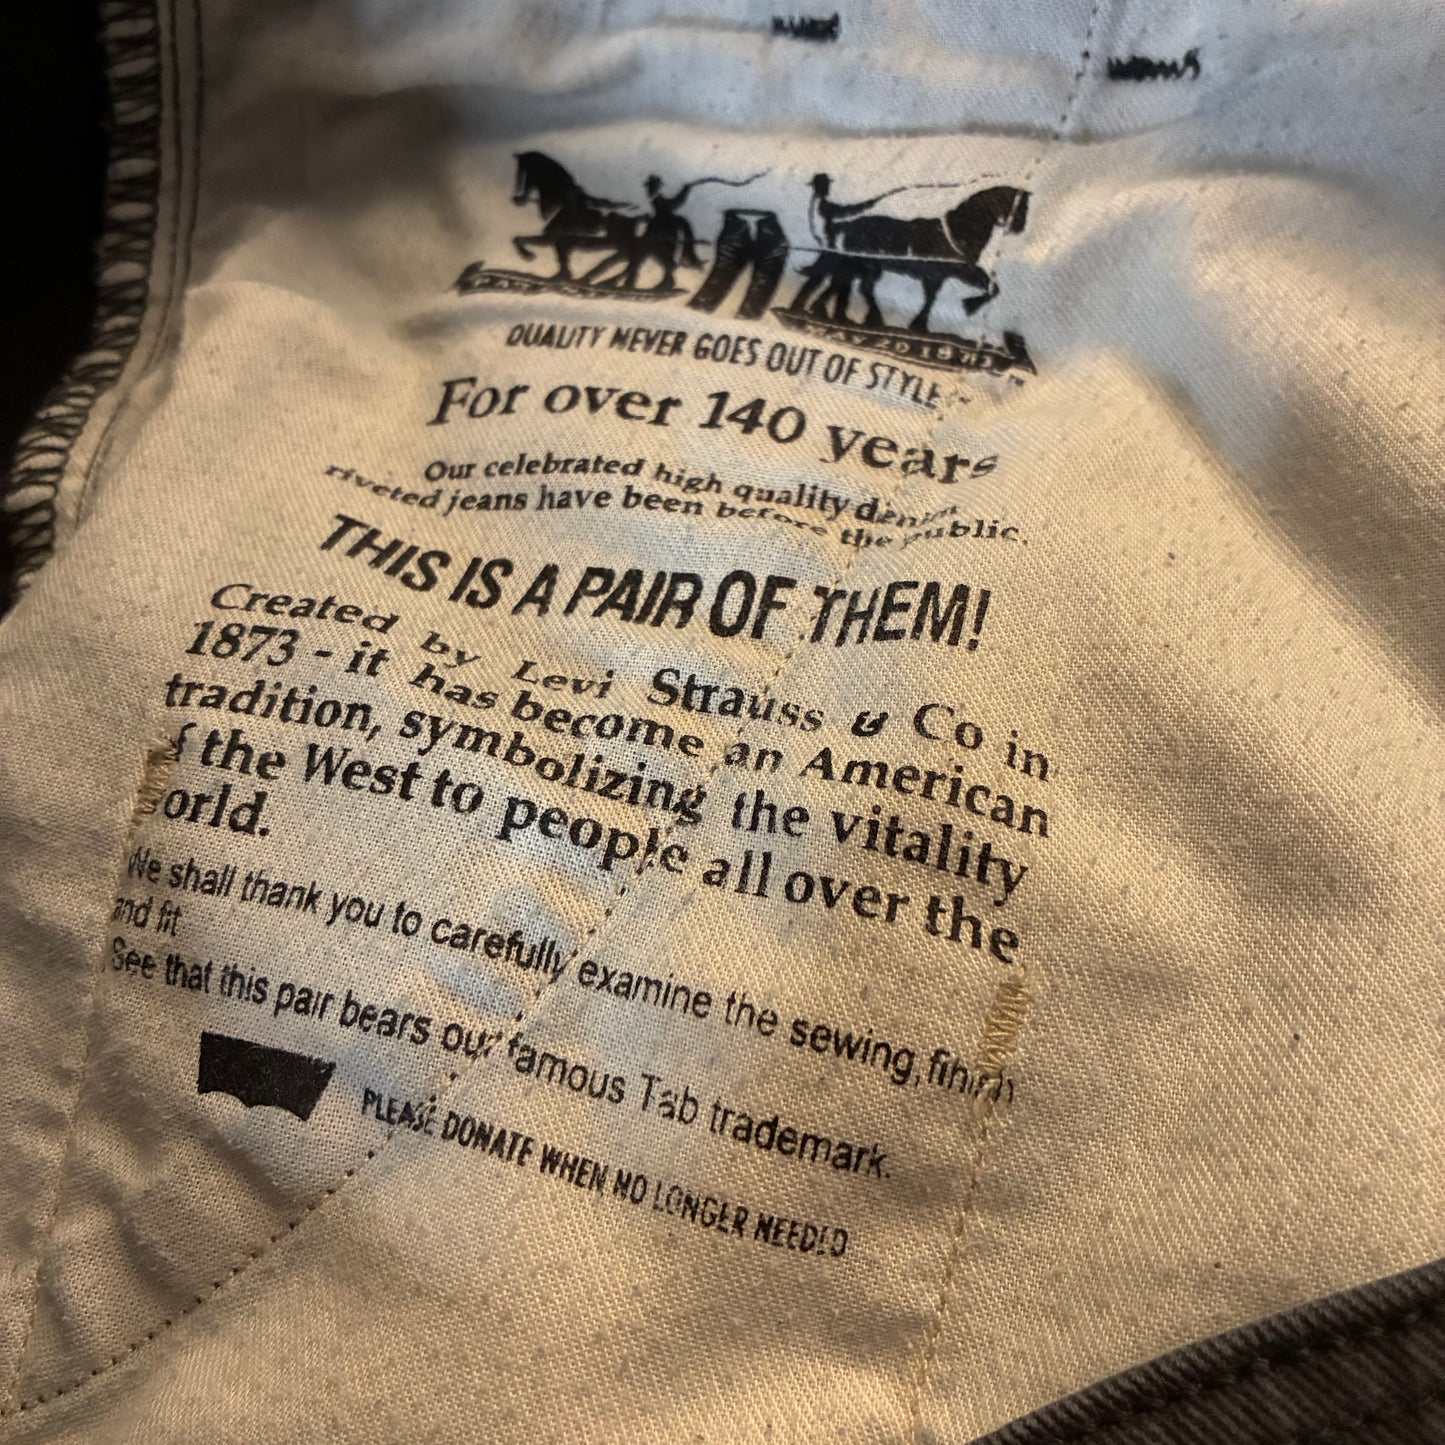 MAY 20 1873
QUALITY NEVER GOES OUT OF STYLE
For over 140 years
Our celebrated high quality denim
riveted jeans have been before the public.
THIS IS A PAIR OF THEM!
Created by Levi Strauss & Co in
1873 - it has become an American
tradition, symbolizing the vitality
f the West to people all over the
orld.
We shall thank you to carefully examine the sewing,
and fit
See that this pair bears our famous Tab trademark.
PLEASE DONATE WHEN NO LONGER NEEDED